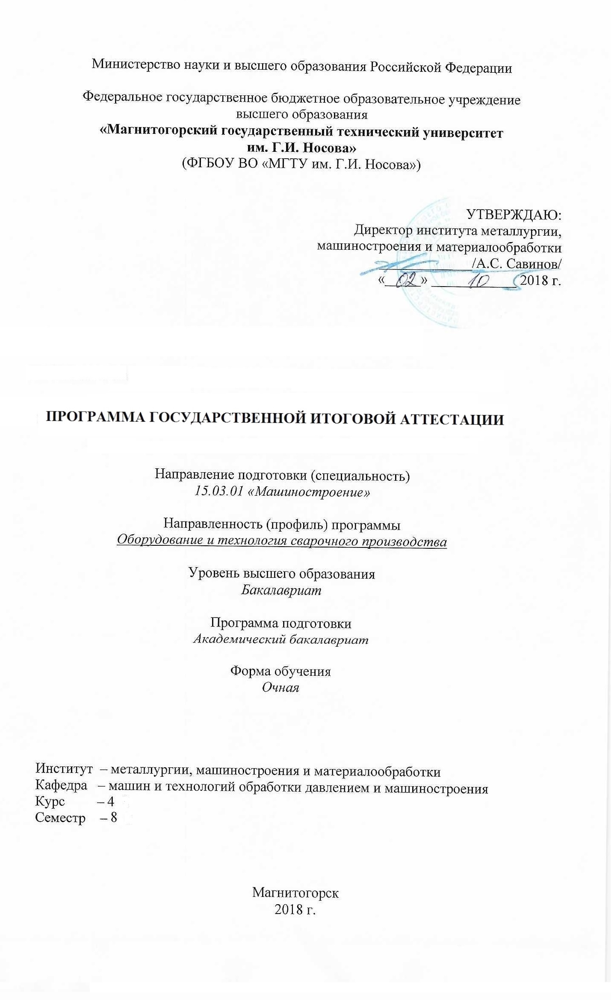 Министерство науки и высшего образования Российской Федерации
Федеральное государственное бюджетное образовательное учреждение
высшего образования
«Магнитогорский государственный технический университет
им. Г.И. Носова»
(ФГБОУ ВО «МГТУ им. Г.И. Носова»)
УТВЕРЖДАЮ:
Директор института металлургии,
машиностроения и материалообработки
/А.С. Савинов/
«02» 10 2018 г.
ПРОГРАММА ГОСУДАРСТВЕННОЙ ИТОГОВОЙ АТТЕСТАЦИИ
Направление подготовки (специальность)
15.03.01 «Машиностроение»
Направленность (профиль) программы
Оборудование и технология сварочного производства
Уровень высшего образования
Бакалавриат
Программа подготовки
Академический бакалавриат
Форма обучения
Очная
Институт – металлургии, машиностроения и материалообработки
Кафедра – машин и технологий обработки давлением и машиностроения
Курс – 4
Семестр – 8
Магнитогорск
2018 г.